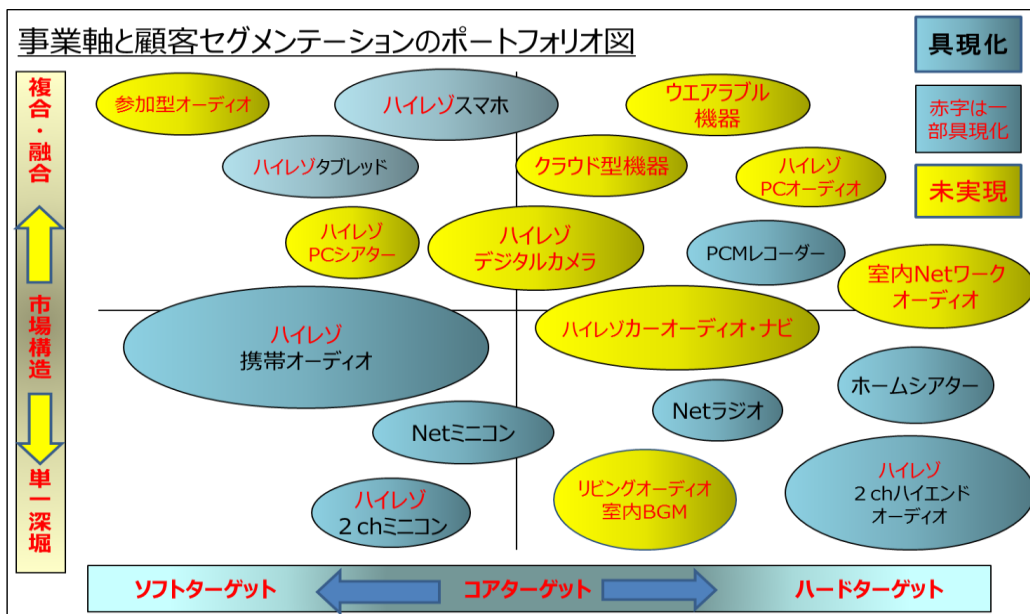 事業軸と顧客セグメンテーションのポートフォリオ図
具現化
赤字は一
部具現化
未実現
複合・融合
市場構造
単一深堀
参加型オーディオ
ハイレゾスマホ
ウエアラブル
機器
ハイレゾタブレッド
クラウド型機器
ハイレゾ
PCオーディオ
ハイレゾ
PCシアター
ハイレゾ
デジタルカメラ
PCMレコーダー
室内Netワーク
オーディオ
ハイレゾ
携帯オーディオ
ハイレゾカーオーディオ・ナビ
ホームシアター
Netミニコン
Netラジオ
ハイレゾ
2chミニコン
リビングオーディオ
室内BGM
ハイレゾ
2chハイエンド
オーディオ
ソフトターゲット
コアターゲット
ハードターゲット